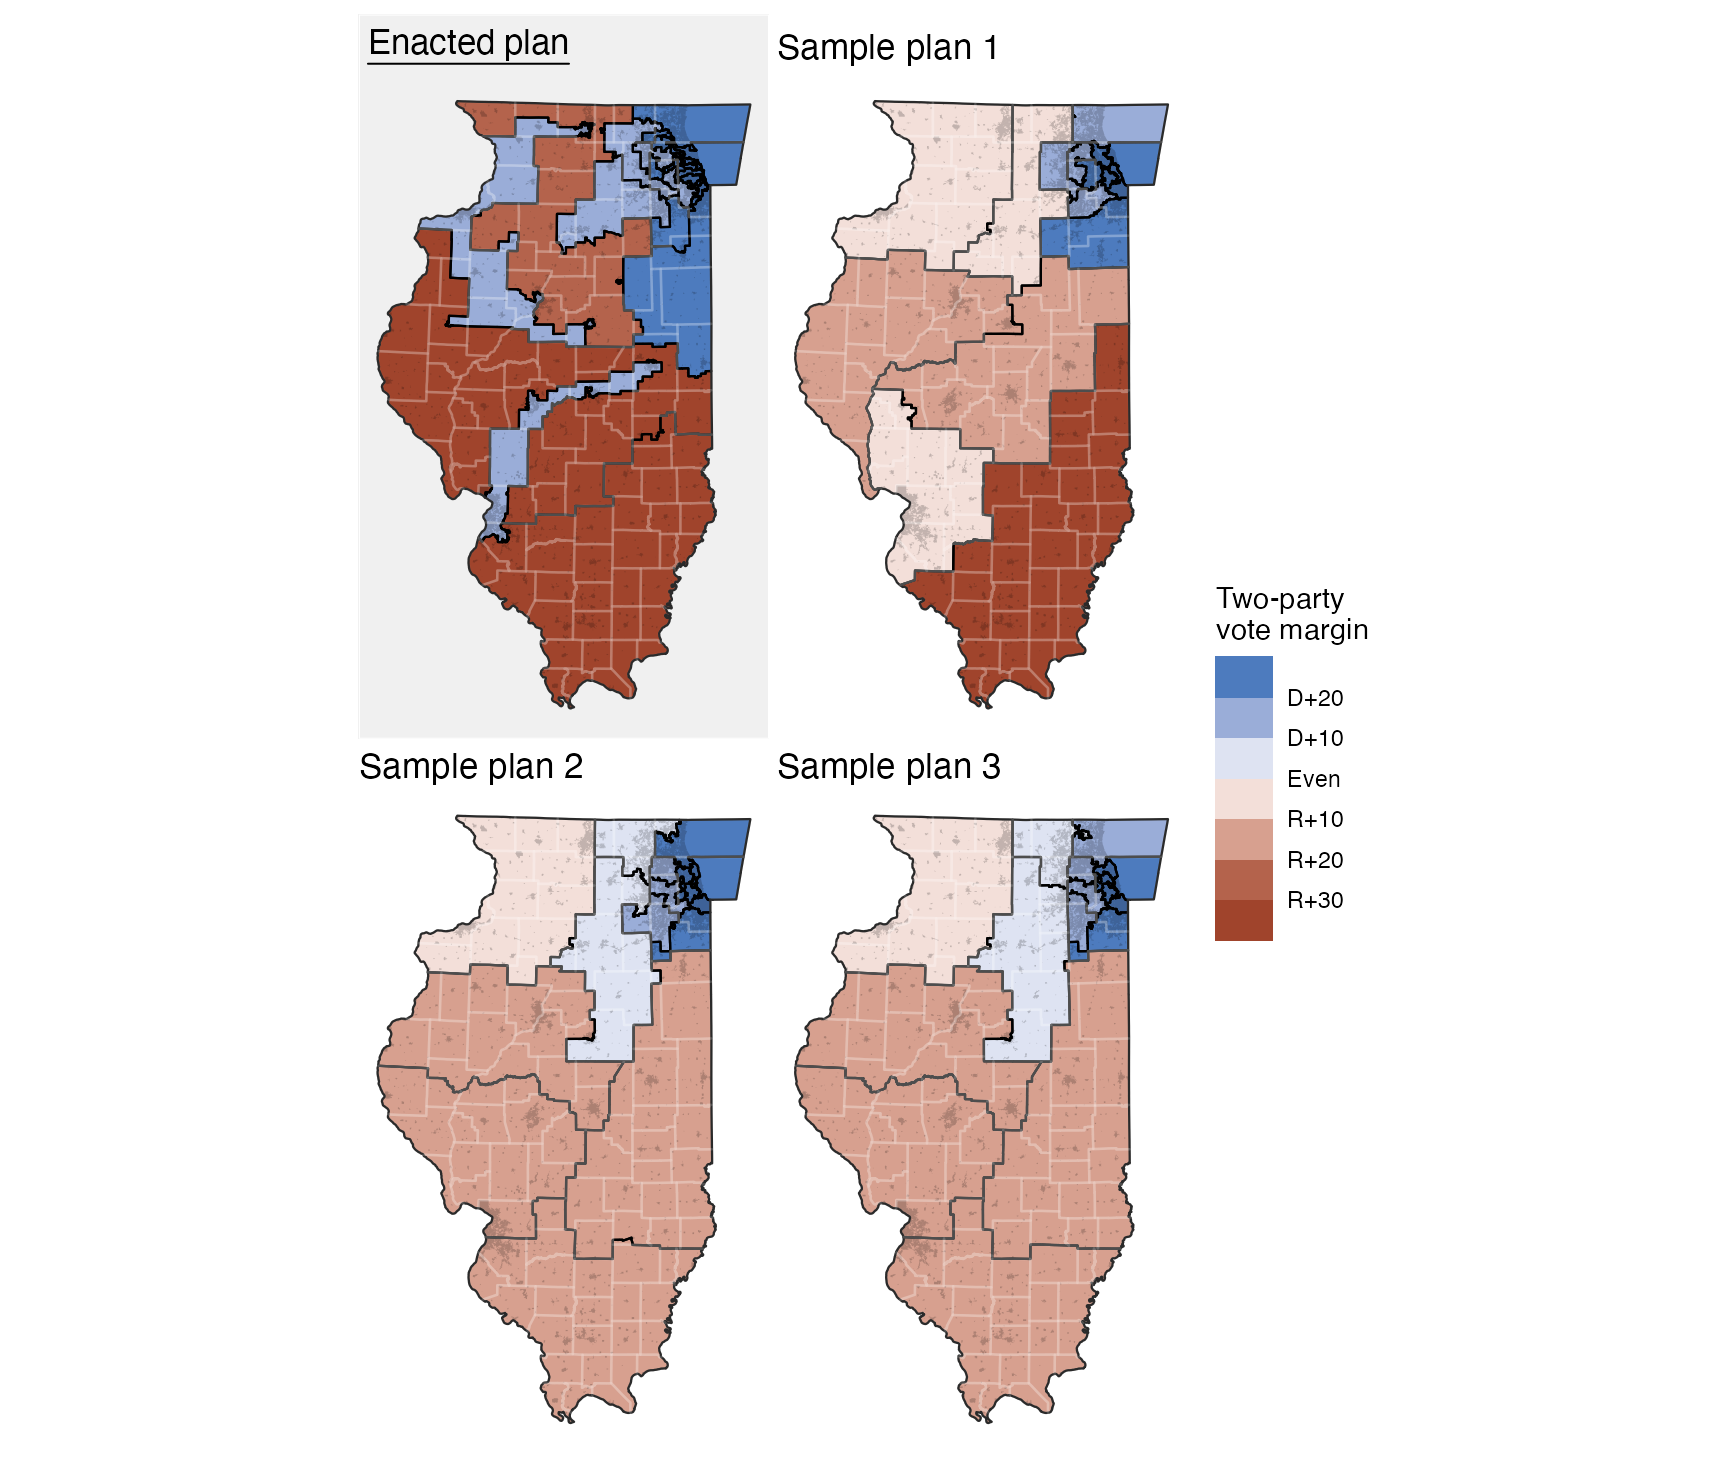 Enacted plan
Sample plan 1
Sample plan 2
Sample plan 3
Two-party
vote margin
D+20
D+10
Even
R+10
R+20
R+30